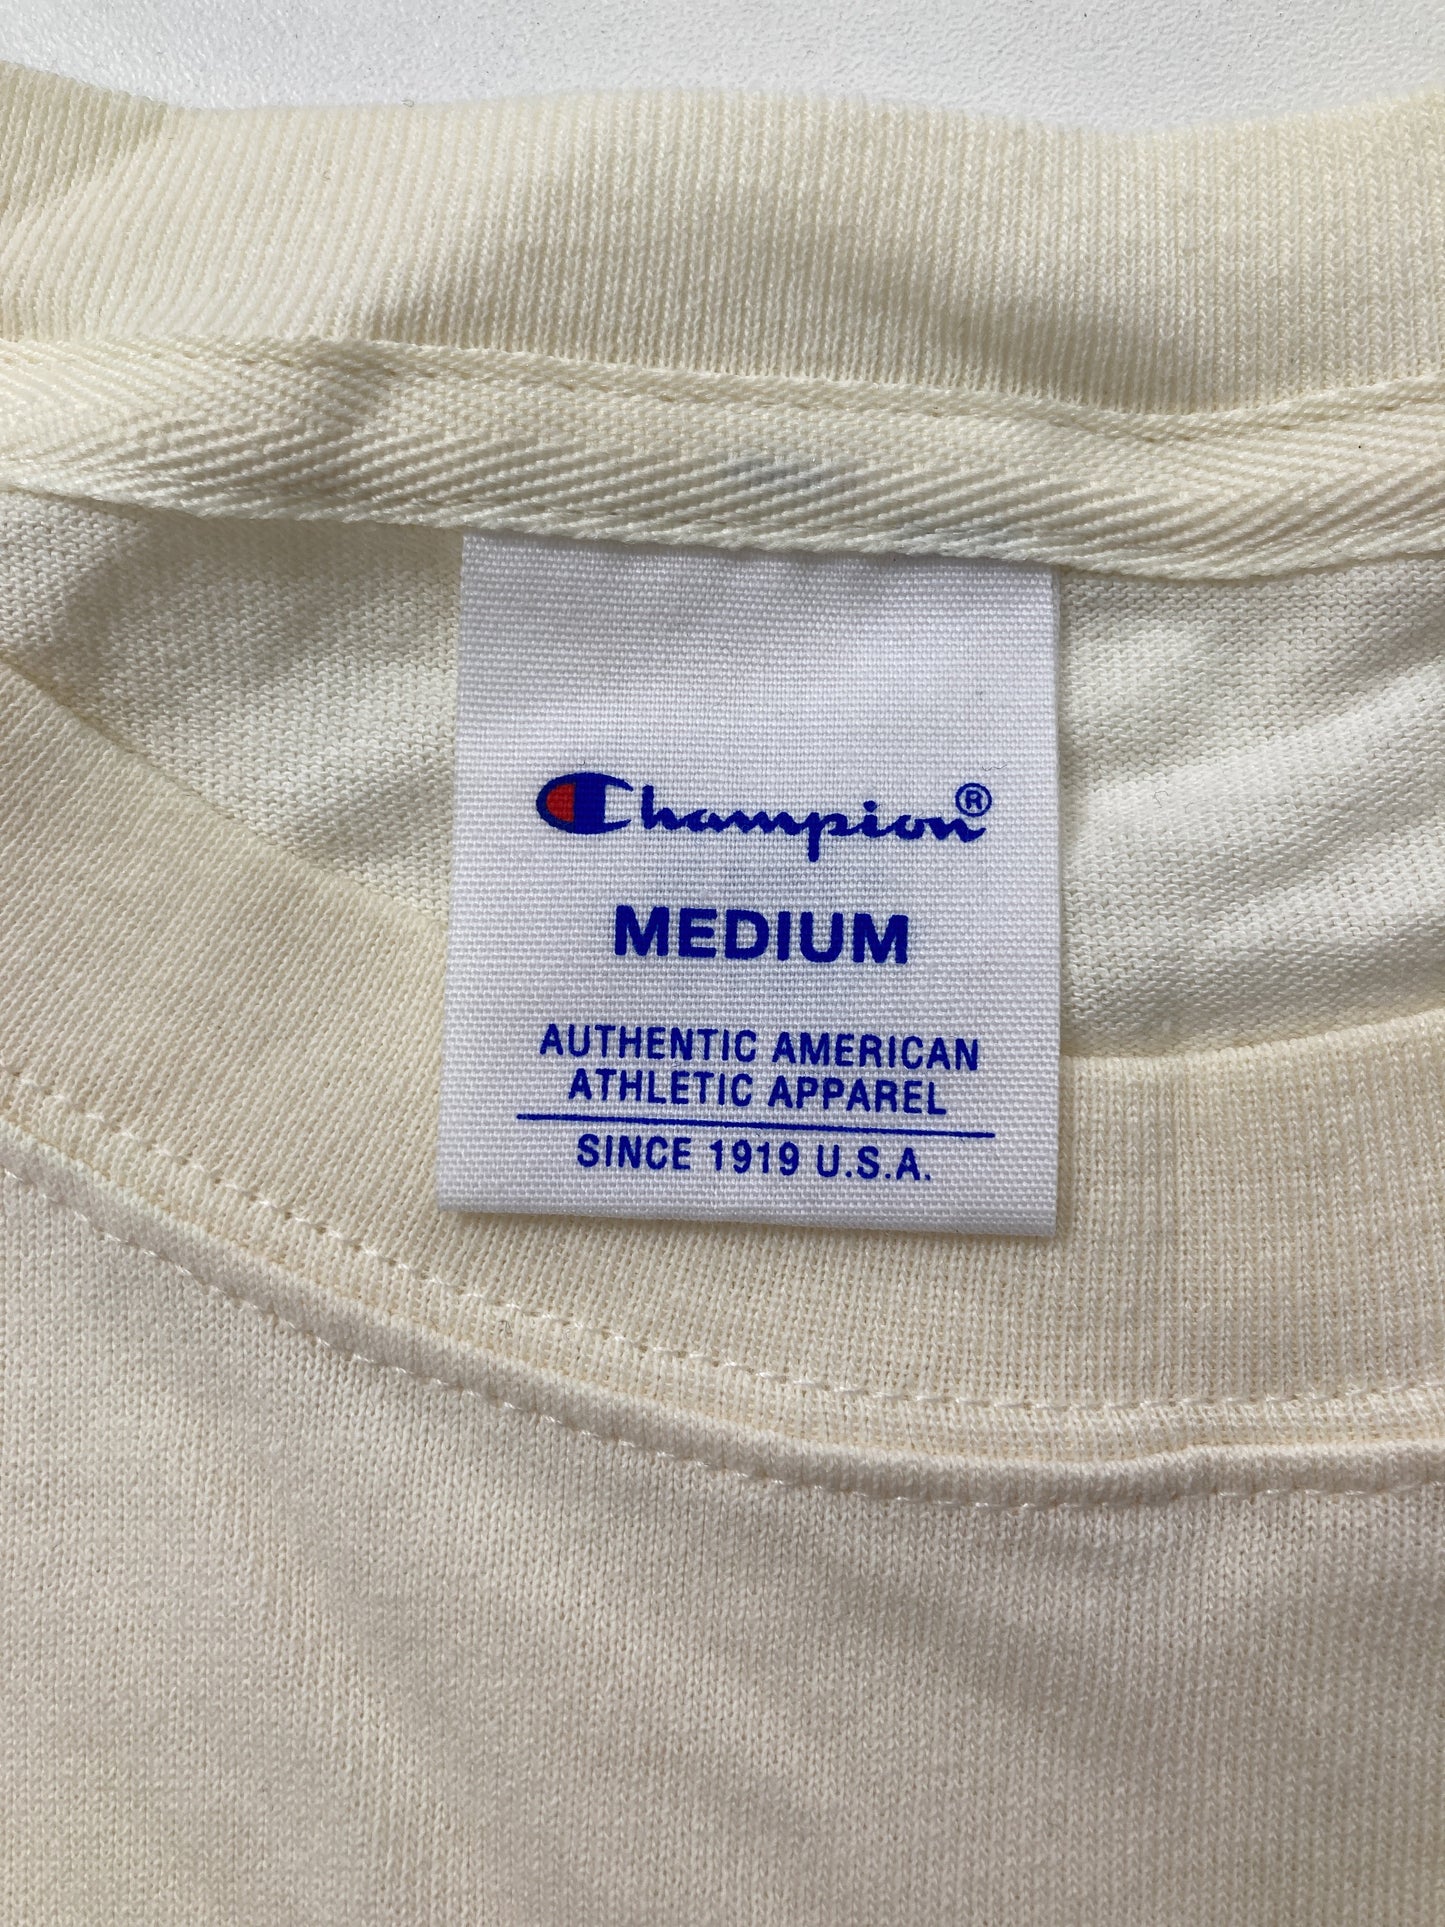 Champion®
MEDIUM
AUTHENTIC AMERICAN
ATHLETIC APPAREL
SINCE 1919 U.S.A.